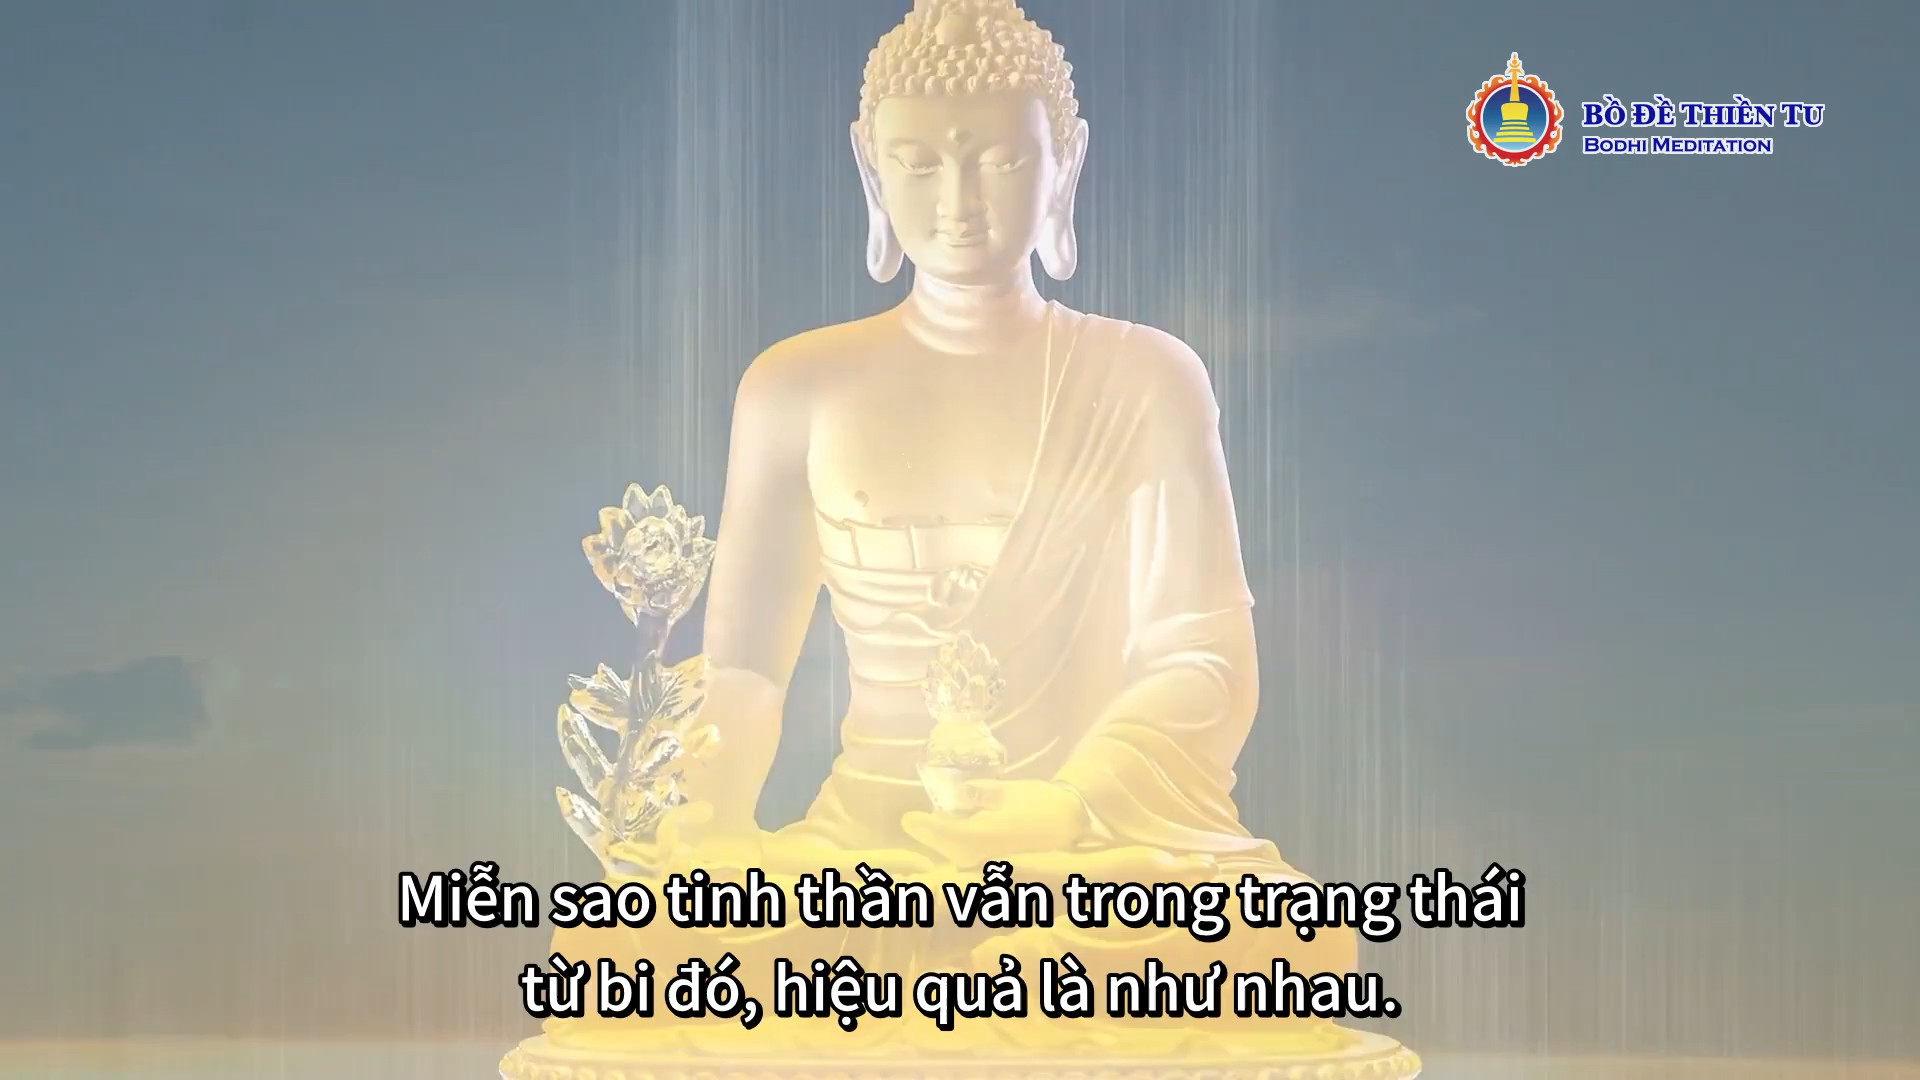 BỒ ĐỀ THIỀN TU
BODHI MEDITATION
Miễn sao tinh thần vẫn trong trạng thái
từ bi đó, hiệu quả là như nhau.